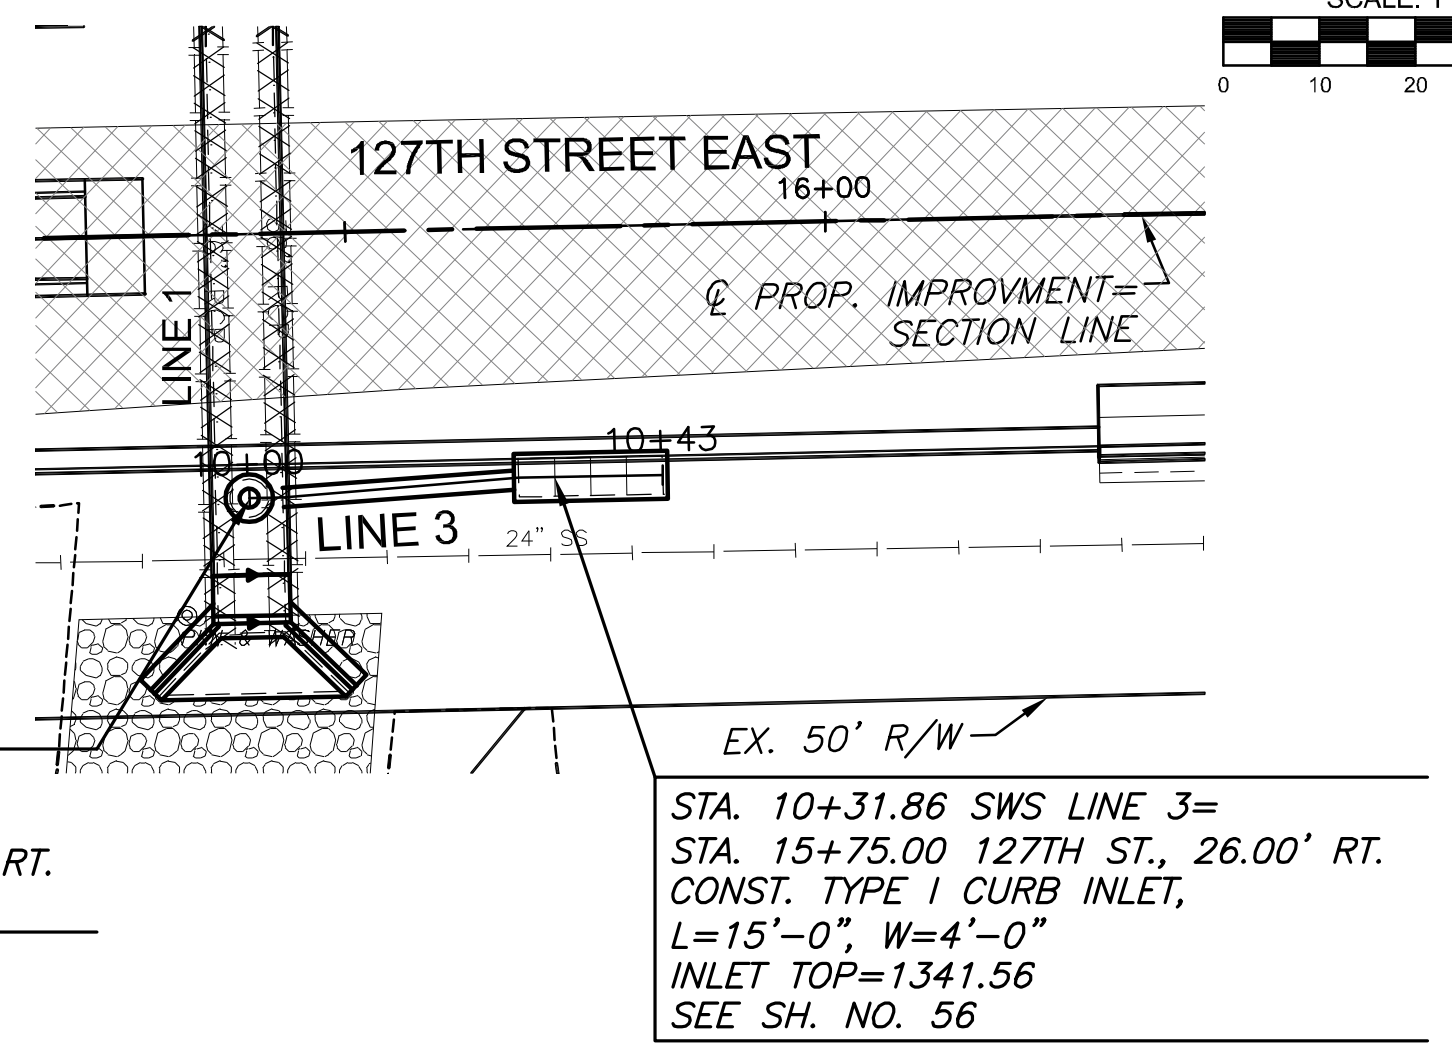 0 10 20
127TH STREET EAST
16+00
LINE 1
℄ PROP. IMPROVMENT=
SECTION LINE
10+43
10+00
LINE 3
24" SS
& WASHER
EX. 50' R/W
STA. 10+31.86 SWS LINE 3=
STA. 15+75.00 127TH ST., 26.00' RT.
CONST. TYPE I CURB INLET,
L=15'-0", W=4'-0"
INLET TOP=1341.56
SEE SH. NO. 56
RT.